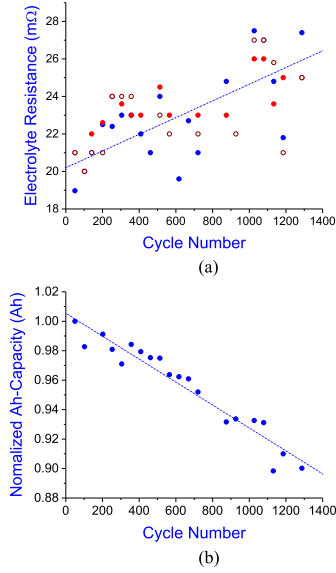 Electrolyte Resistance (mΩ)
28
26
24
22
20
18
0 200 400 600 800 1000 1200 1400
Cycle Number
(a)
Nomalized Ah-Capacity (Ah)
1.02
1.00
0.98
0.96
0.94
0.92
0.90
0.88
0 200 400 600 800 1000 1200 1400
Cycle Number
(b)